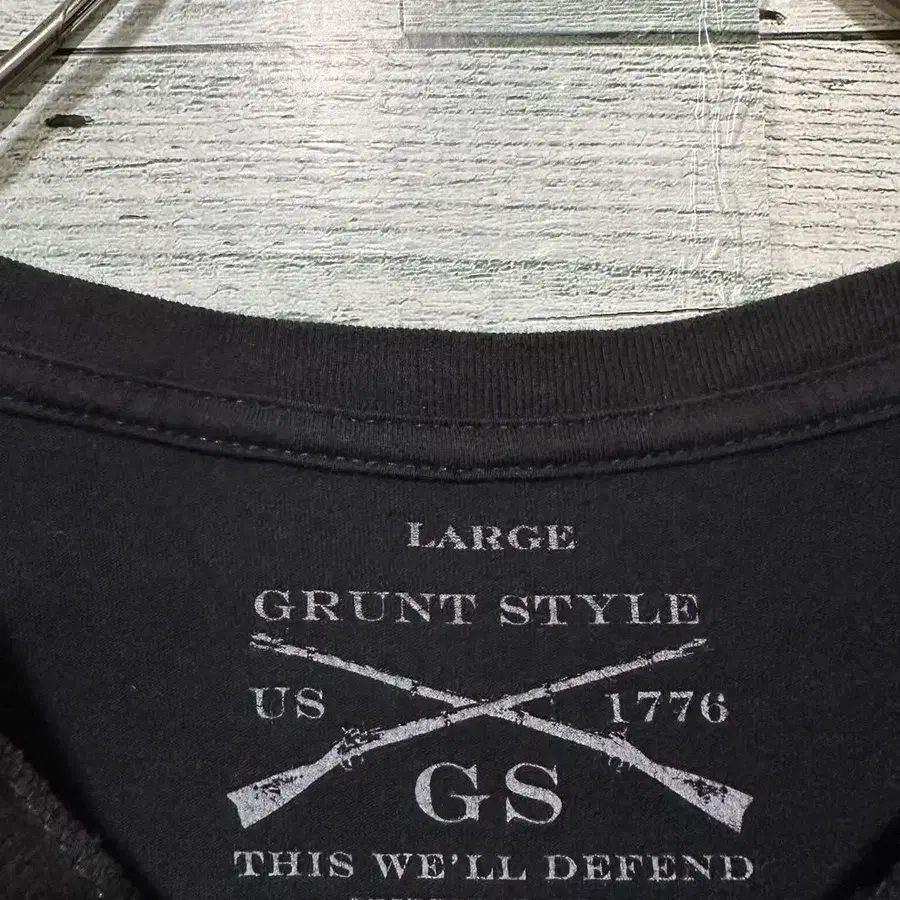 LARGE
GRUNT STYLE
US 1776
GS
THIS WE'LL DEFEND